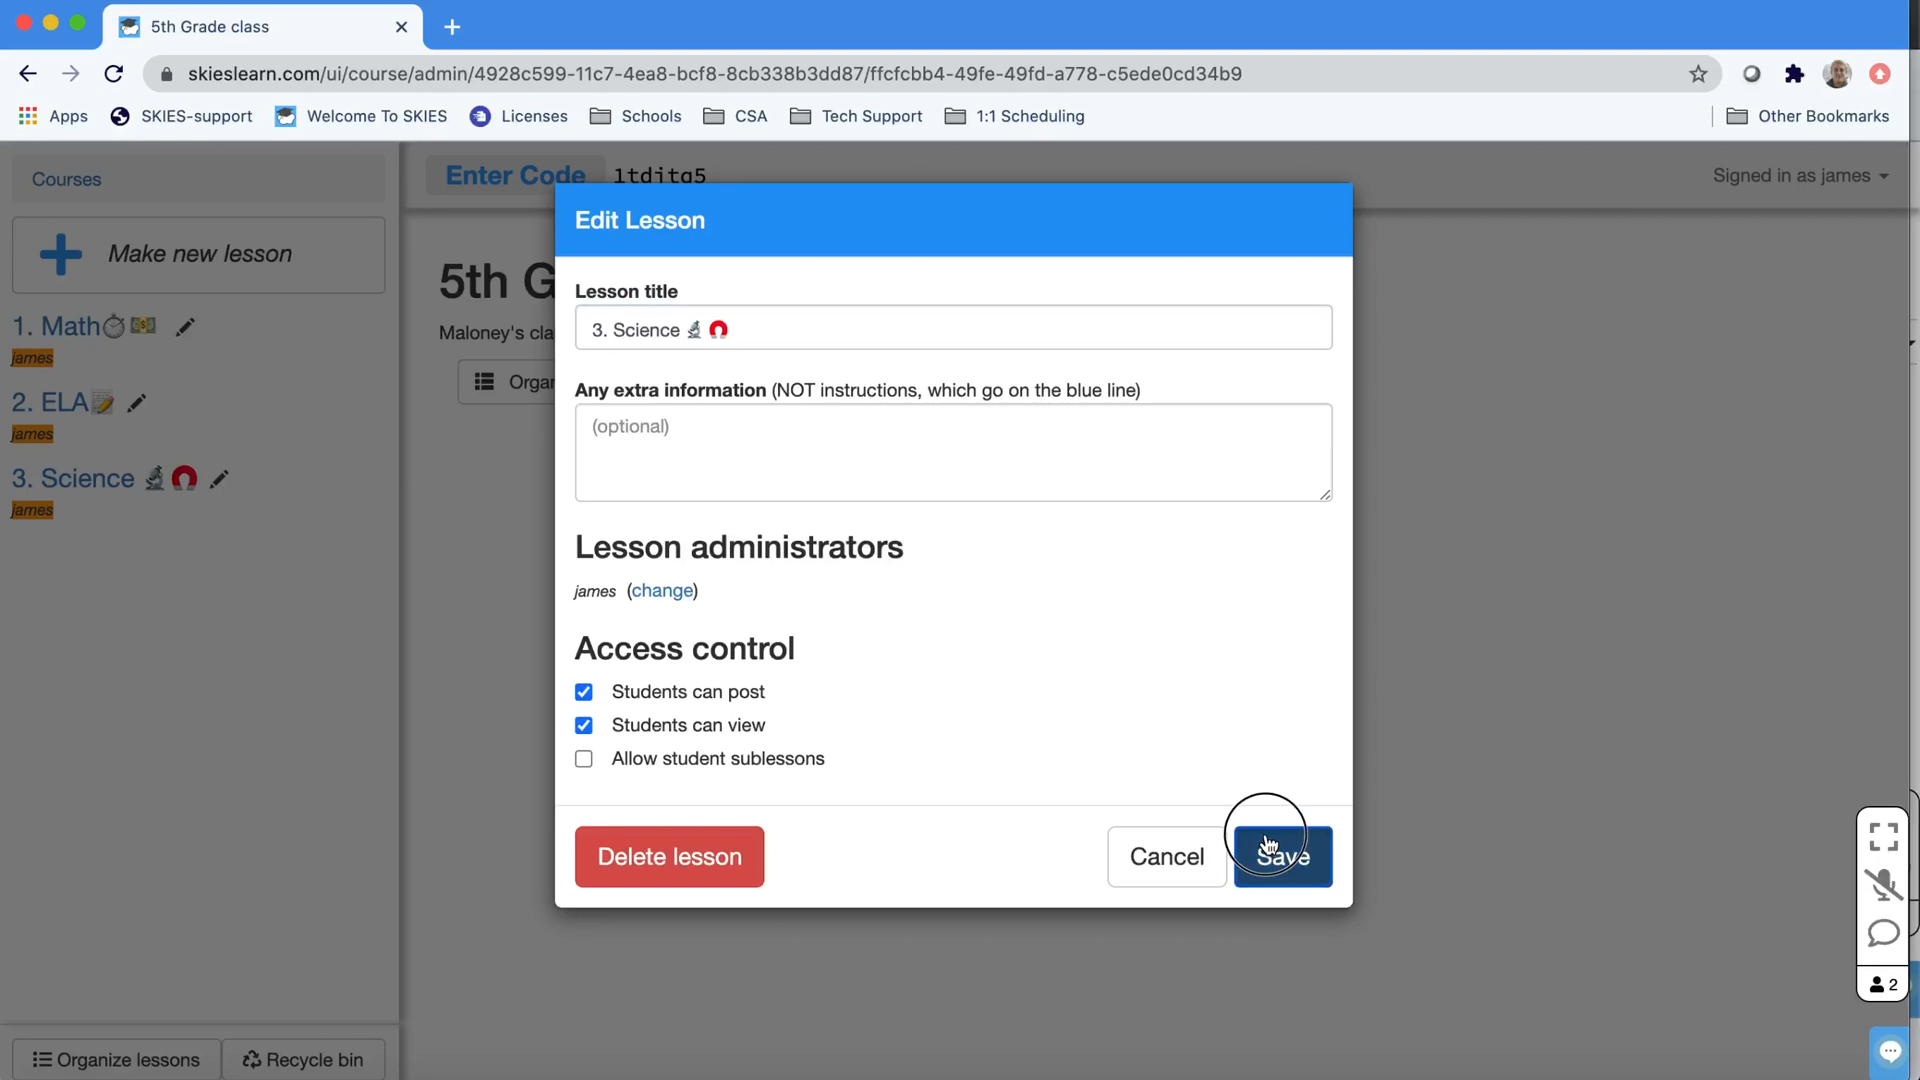 5th Grade class
skieslearn.com/ui/course/admin/4928c599-11c7-4ea8-bcf8-8cb338b3dd87/ffcfcbb4-49fe-49fd-a778-c5ede0cd34b9
Apps SKIES-support Welcome To SKIES Licenses Schools CSA Tech Support 1:1 Scheduling Other Bookmarks
Courses
Enter Code 1tditg5
Signed in as james
Make new lesson
1. Math
james
2. ELA
james
3. Science
james
5th G
Maloney's cla
Organ
Edit Lesson
Lesson title
3. Science
Any extra information (NOT instructions, which go on the blue line)
(optional)
Lesson administrators
james (change)
Access control
Students can post
Students can view
Allow student sublessons
Delete lesson Cancel Save
2
Organize lessons Recycle bin